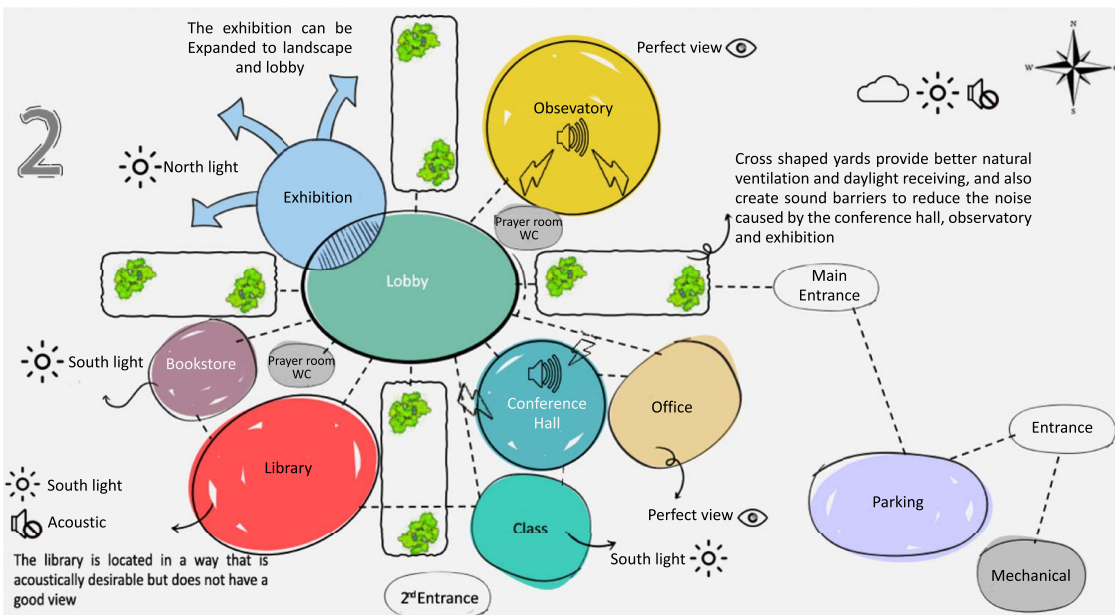 The exhibition can be
Expanded to landscape
and lobby
Perfect view
N
W
S
2
Obsevatory
North light
Exhibition
Cross shaped yards provide better natural
ventilation and daylight receiving, and also
create sound barriers to reduce the noise
caused by the conference hall, observatory
and exhibition
Prayer room
WC
Lobby
Main
Entrance
South light
Bookstore
Prayer room
WC
Conference
Hall
Office
Entrance
Library
South light
Parking
Acoustic
Class
Perfect view
South light
The library is located in a way that is
acoustically desirable but does not have a
good view
Mechanical
2nd Entrance